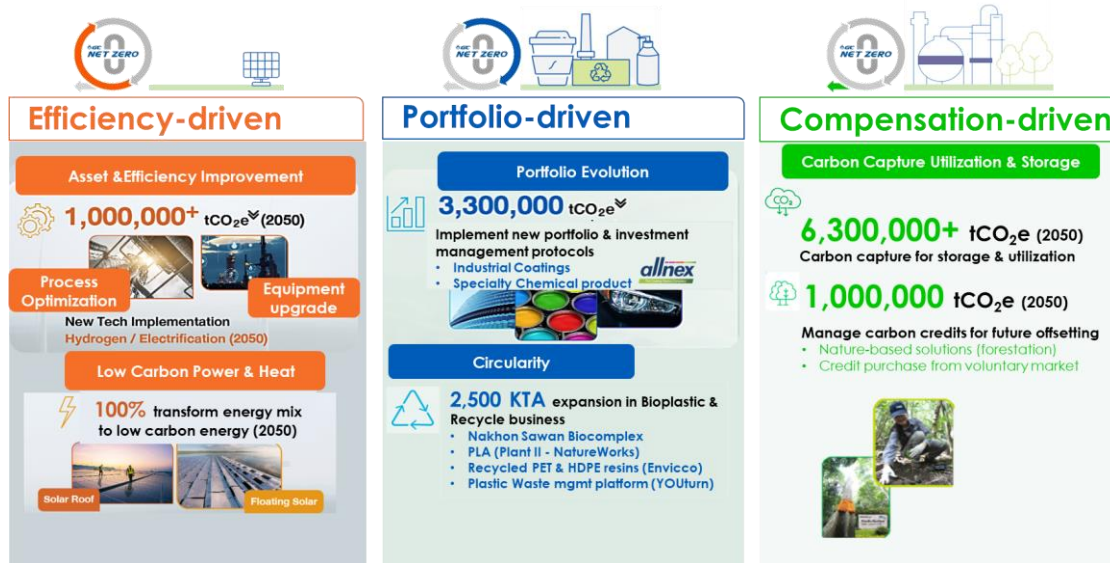 GC
NET ZERO
Efficiency-driven
Asset &Efficiency Improvement
1,000,000+ tCO₂e (2050)
Process
Optimization
Equipment
upgrade
New Tech Implementation
Hydrogen / Electrification (2050)
Low Carbon Power & Heat
100% transform energy mix
to low carbon energy (2050)
Solar Roof
Floating Solar
GC
NET ZERO
Portfolio-driven
Portfolio Evolution
3,300,000 tCO₂e
Implement new portfolio & investment
management protocols
• Industrial Coatings
• Specialty Chemical product
allnex
Circularity
2,500 KTA expansion in Bioplastic &
Recycle business
• Nakhon Sawan Biocomplex
• PLA (Plant II - NatureWorks)
• Recycled PET & HDPE resins (Envicco)
• Plastic Waste mgmt platform (YOUturn)
GC
NET ZERO
Compensation-driven
Carbon Capture Utilization & Storage
CO₂
6,300,000+ tCO₂e (2050)
Carbon capture for storage & utilization
1,000,000 tCO₂e (2050)
Manage carbon credits for future offsetting
• Nature-based solutions (forestation)
• Credit purchase from voluntary market